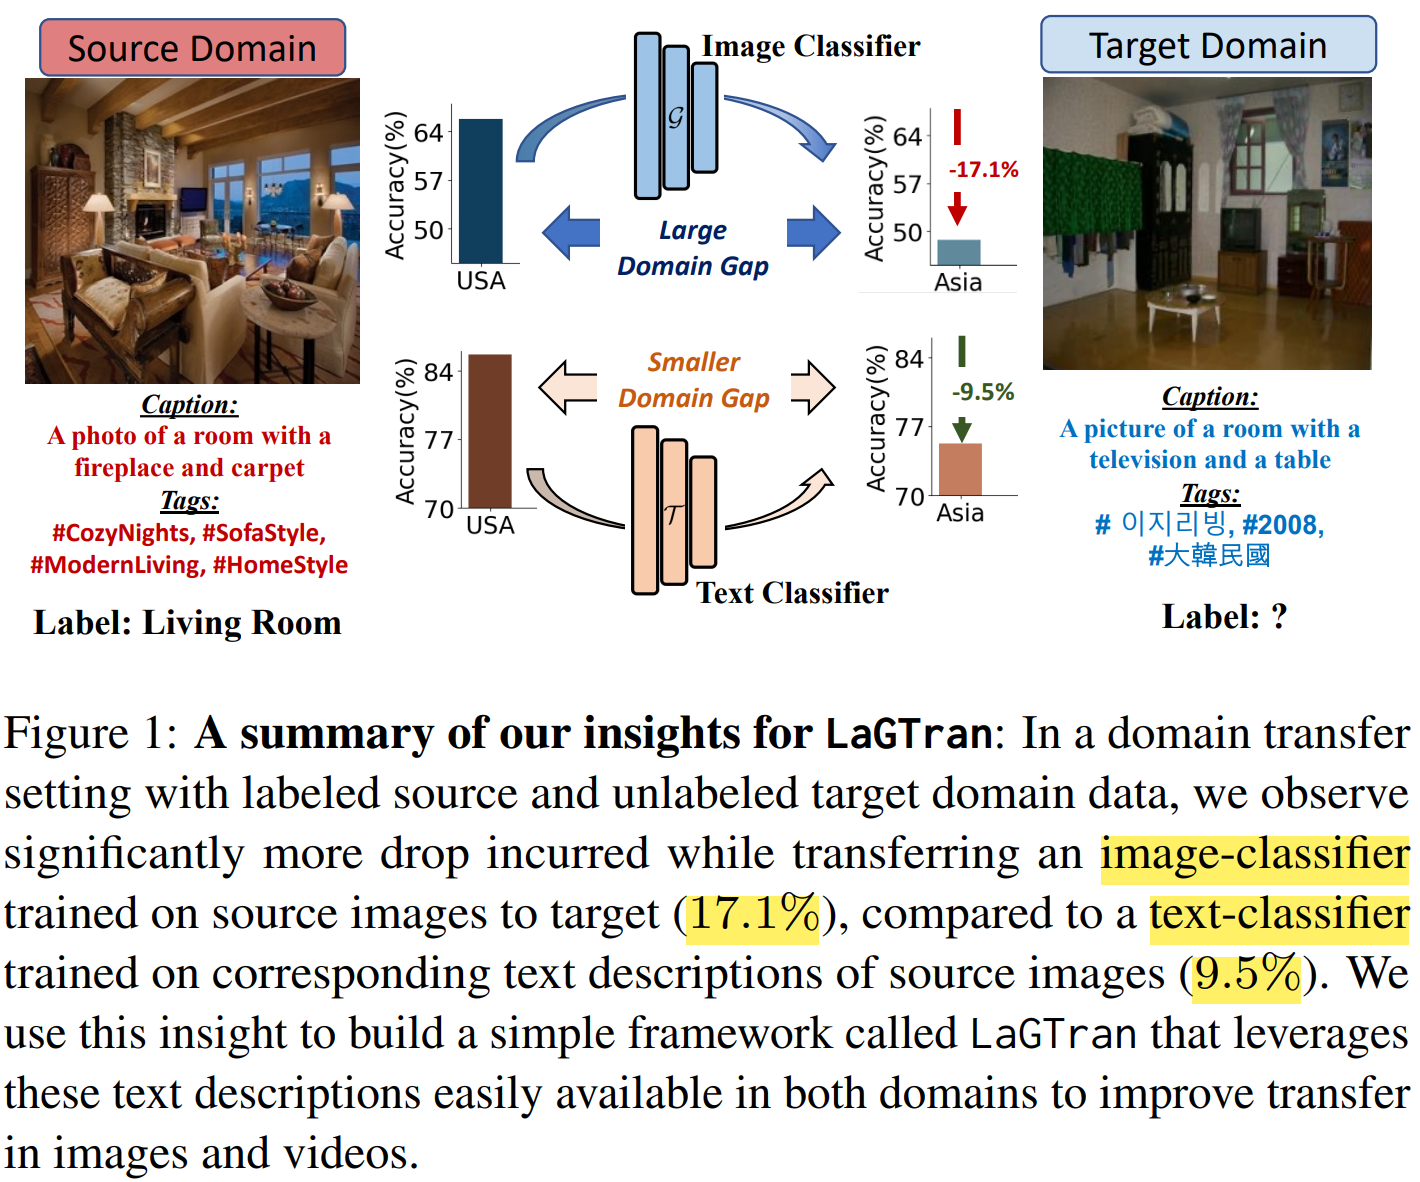 Source Domain
Image Classifier
Target Domain
𝒢
Accuracy(%)
64
57
50
USA
Large
Domain Gap
Accuracy(%)
64
57
50
-17.1%
Asia
Accuracy(%)
84
77
70
USA
Smaller
Domain Gap
𝒯
Text Classifier
Accuracy(%)
84
77
70
-9.5%
Asia
Caption:
A photo of a room with a
fireplace and carpet
Tags:
#CozyNights, #SofaStyle,
#ModernLiving, #HomeStyle
Label: Living Room
Caption:
A picture of a room with a
television and a table
Tags:
# 이지리빙, #2008,
#大韓民國
Label: ?
Figure 1: A summary of our insights for LaGTran: In a domain transfer
setting with labeled source and unlabeled target domain data, we observe
significantly more drop incurred while transferring an image-classifier
trained on source images to target (17.1%), compared to a text-classifier
trained on corresponding text descriptions of source images (9.5%). We
use this insight to build a simple framework called LaGTran that leverages
these text descriptions easily available in both domains to improve transfer
in images and videos.